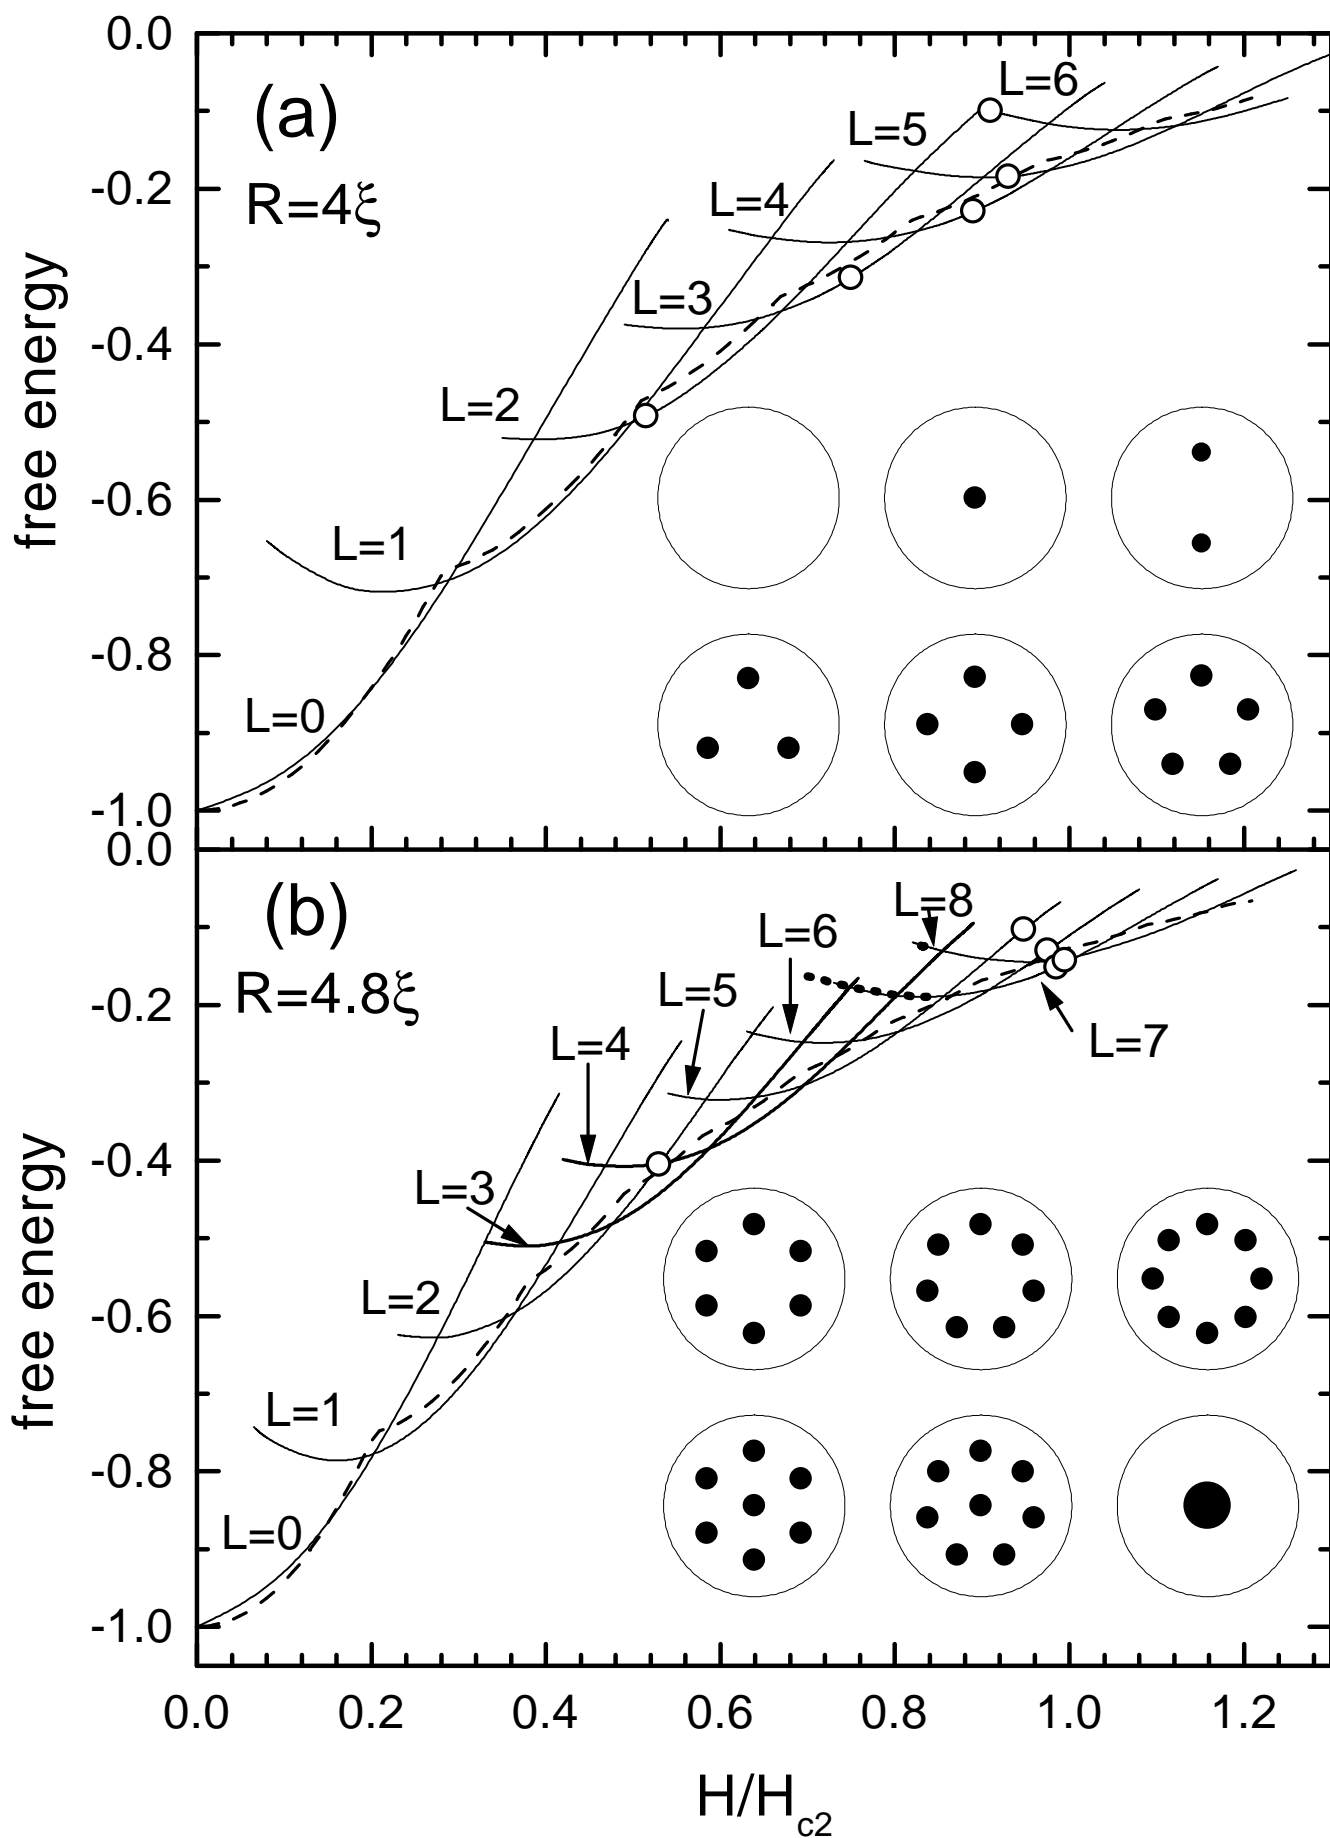 0.0
(a)
L=6
L=5
-0.2
R=4ξ
L=4
L=3
free energy
-0.4
L=2
-0.6
L=1
-0.8
L=0
-1.0
0.0
(b)
L=8
L=6
R=4.8ξ
L=5
-0.2
L=4
L=7
free energy
-0.4
L=3
L=2
-0.6
L=1
-0.8
L=0
-1.0
0.0 0.2 0.4 0.6 0.8 1.0 1.2
H/Hc2